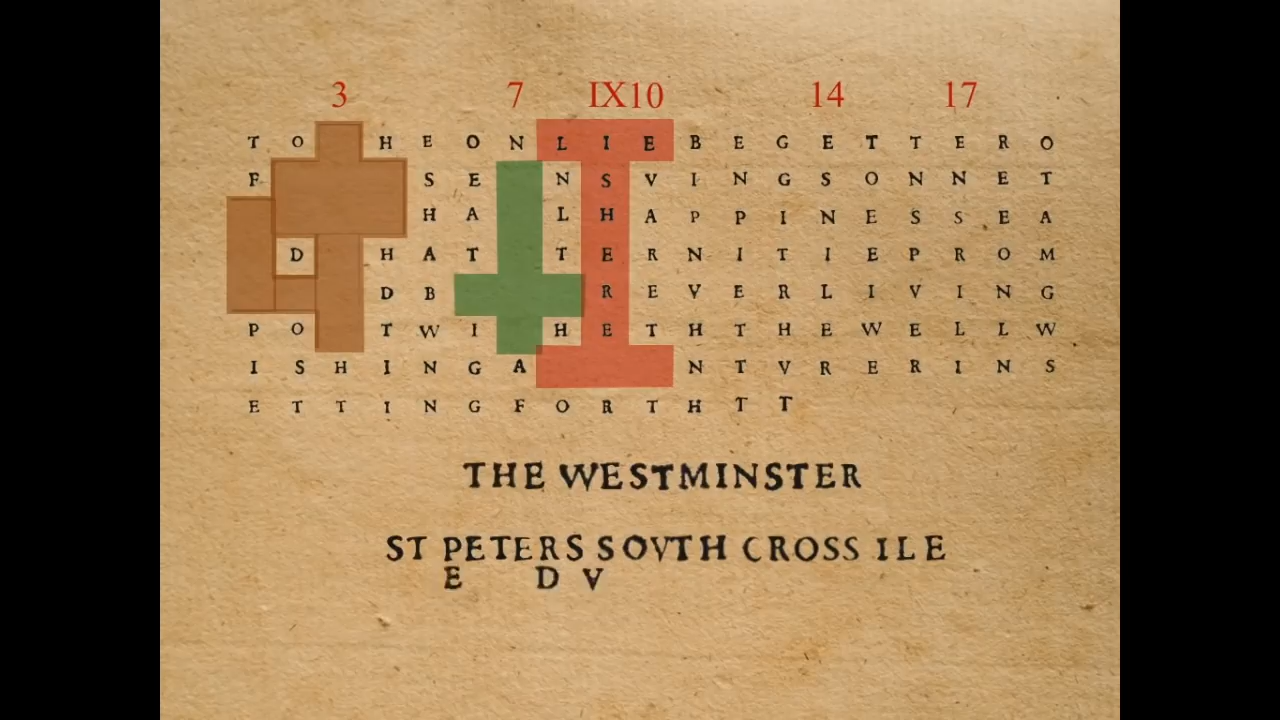 3 7 IX10 14 17
T O H E O N L I E B E G E T T E R O
F S E N S V I N G S O N N E T
H A L H A P P I N E S S E A
D H A T T E R N I T I E P R O M
D B R E V E R L I V I N G
P O T W I H E T H T H E W E L L W
I S H I N G A N T V R E R I N S
E T T I N G F O R T H T T
THE WESTMINSTER
ST PETERS SOVTH CROSS ILE
E D V